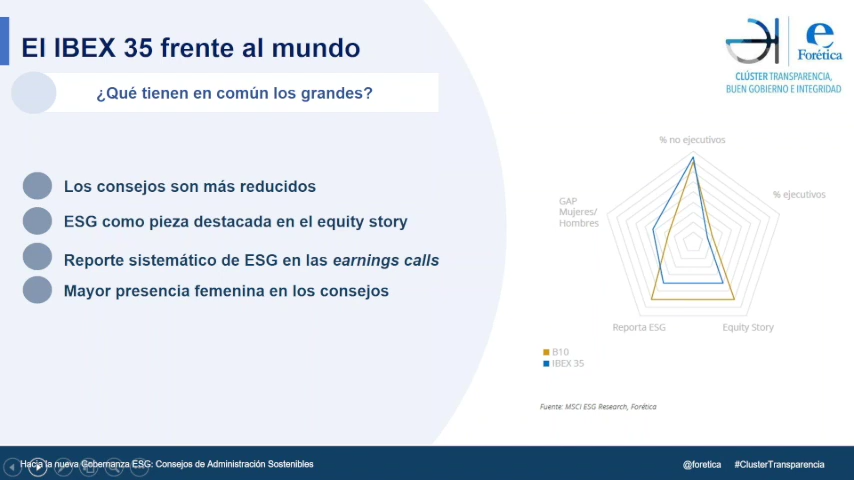 El IBEX 35 frente al mundo
¿Qué tienen en común los grandes?
Los consejos son más reducidos
ESG como pieza destacada en el equity story
Reporte sistemático de ESG en las earnings calls
Mayor presencia femenina en los consejos
e
Forética
CLÚSTER TRANSPARENCIA,
BUEN GOBIERNO E INTEGRIDAD
% no ejecutivos
% ejecutivos
GAP
Mujeres/
Hombres
Reporta ESG
Equity Story
B10
IBEX 35
Fuente: MSCI ESG Research, Forética
Hacia la nueva Gobernanza ESG: Consejos de Administración Sostenibles
@foretica
#ClusterTransparencia